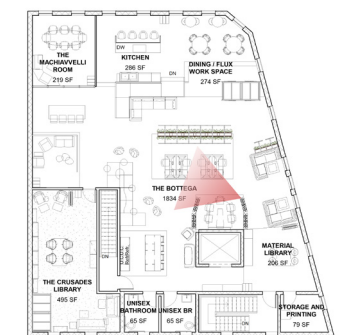 THE
MACHIAVVELLI
ROOM
219 SF
DW
KITCHEN
286 SF
DN
DINING / FLUX
WORK SPACE
274 SF
THE BOTTEGA
1834 SF
MATERIAL
LIBRARY
206 SF
THE CRUSADES
LIBRARY
495 SF
DN
UNISEX
BATHROOM
65 SF
UNISEX BR
65 SF
DN
STORAGE AND
PRINTING
79 SF